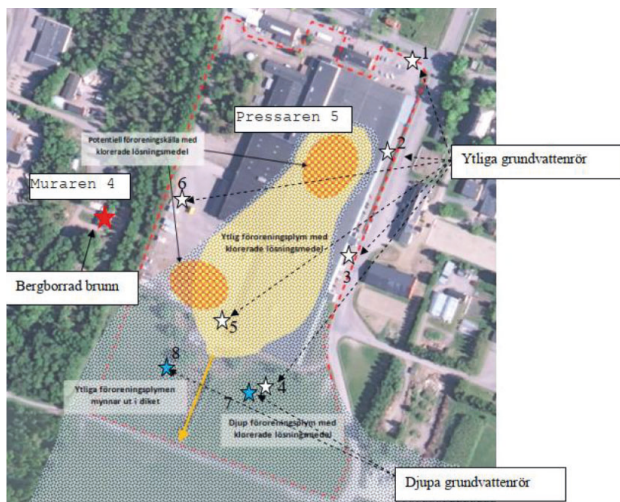 1
Pressaren 5
Potentiell föroreningskälla med
klorerade lösningsmedel
2
Ytliga grundvattenrör
Muraren 4
6
Ytlig föroreningsplym med
klorerade lösningsmedel
3
Bergborrad brunn
5
8
Ytliga föroreningsplymen
mynnar ut i diket
4
7
Djup föroreningsplym med
klorerade lösningsmedel
Djupa grundvattenrör